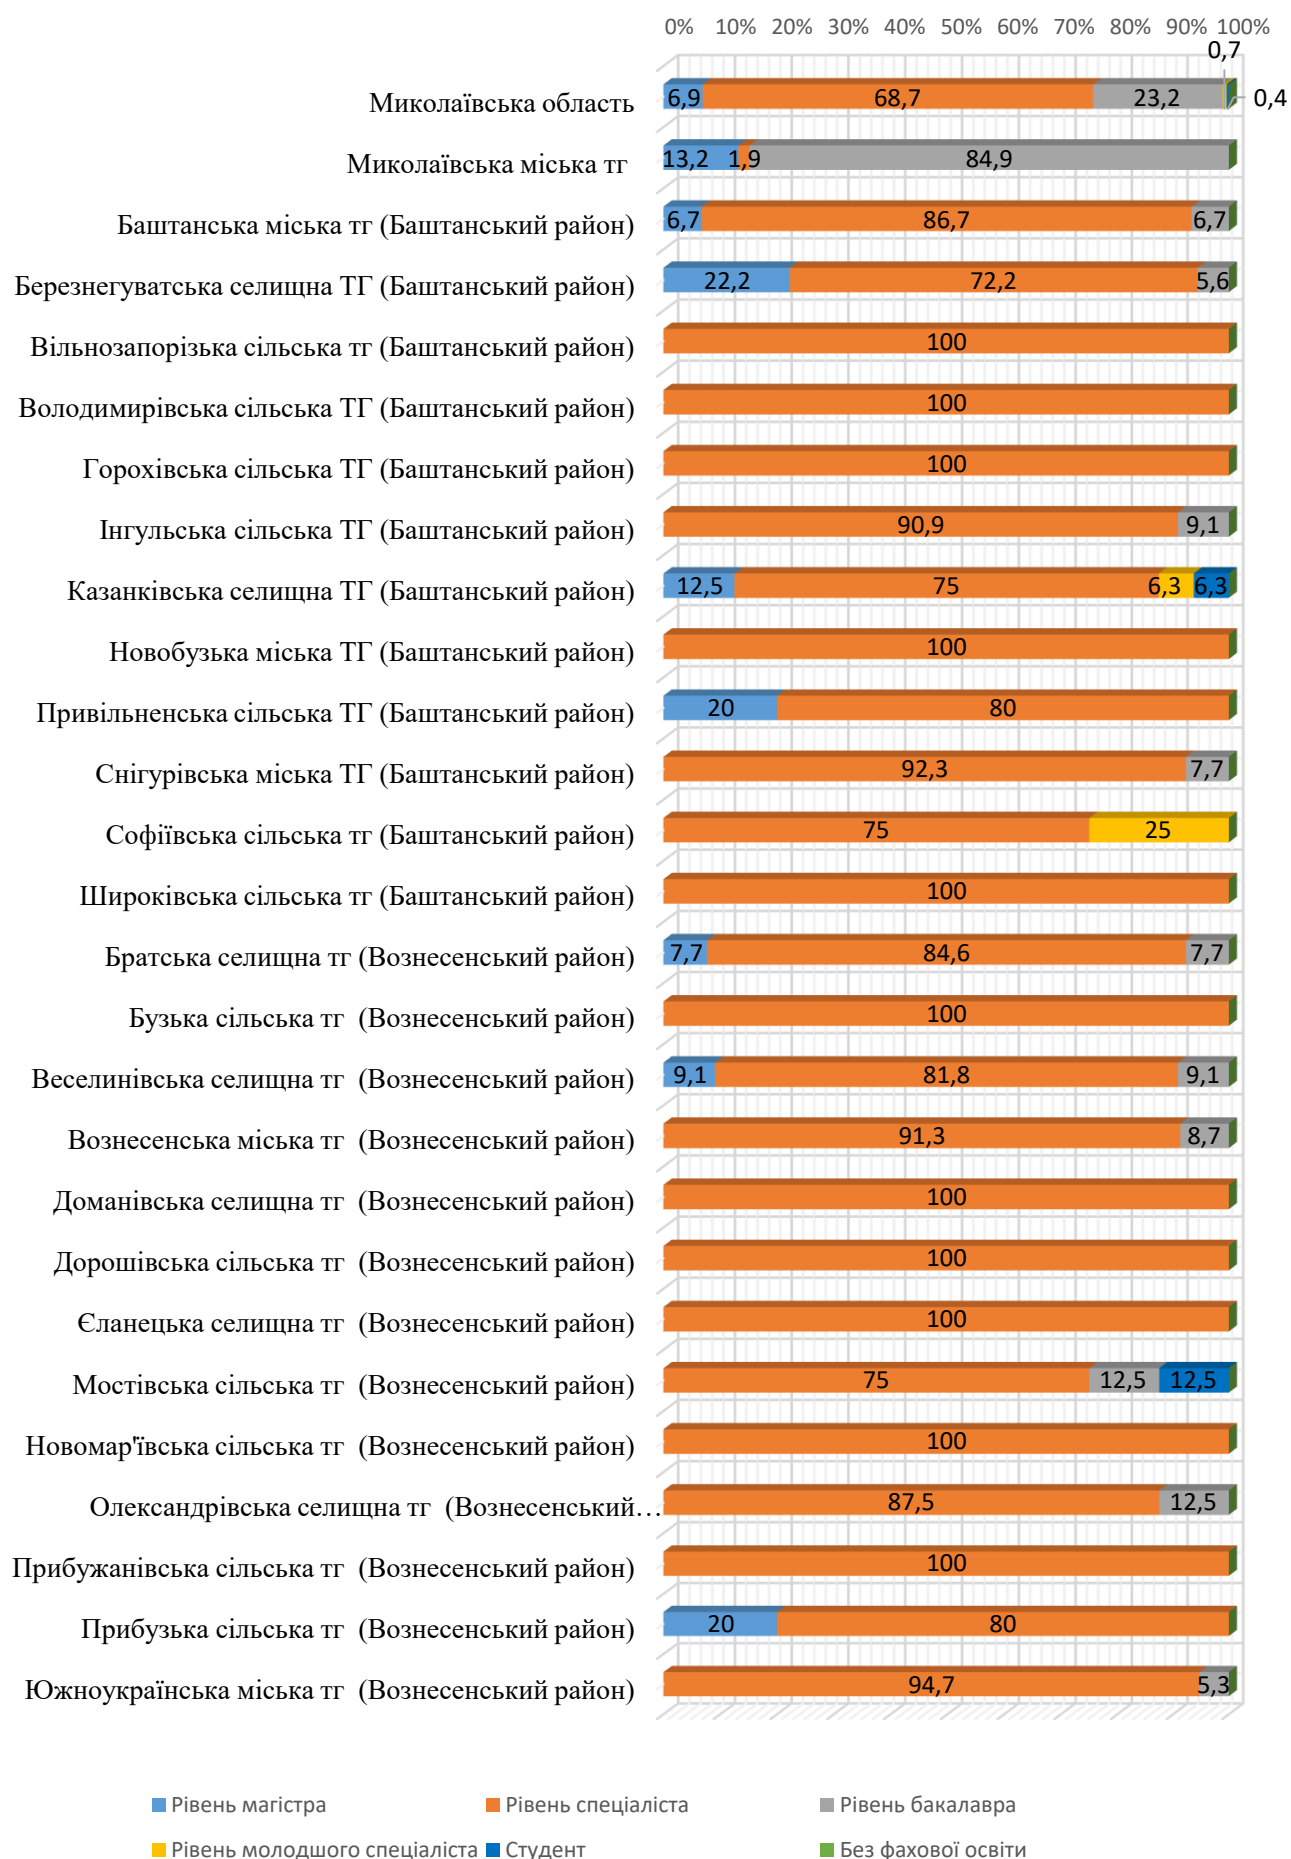 0% 10% 20% 30% 40% 50% 60% 70% 80% 90% 100%
0,7
Миколаївська область 6,9 68,7 23,2 0,4
Миколаївська міська тг 13,2 1,9 84,9
Баштанська міська тг (Баштанський район) 6,7 86,7 6,7
Березнегуватська селищна ТГ (Баштанський район) 22,2 72,2 5,6
Вільнозапорізька сільська тг (Баштанський район) 100
Володимирівська сільська ТГ (Баштанський район) 100
Горохівська сільська ТГ (Баштанський район) 100
Інгульська сільська ТГ (Баштанський район) 90,9 9,1
Казанківська селищна ТГ (Баштанський район) 12,5 75 6,3 6,3
Новобузька міська ТГ (Баштанський район) 100
Привільненська сільська ТГ (Баштанський район) 20 80
Снігурівська міська ТГ (Баштанський район) 92,3 7,7
Софіївська сільська тг (Баштанський район) 75 25
Широківська сільська тг (Баштанський район) 100
Братська селищна тг (Вознесенський район) 7,7 84,6 7,7
Бузька сільська тг (Вознесенський район) 100
Веселинівська селищна тг (Вознесенський район) 9,1 81,8 9,1
Вознесенська міська тг (Вознесенський район) 91,3 8,7
Доманівська селищна тг (Вознесенський район) 100
Дорошівська сільська тг (Вознесенський район) 100
Єланецька селищна тг (Вознесенський район) 100
Мостівська сільська тг (Вознесенський район) 75 12,5 12,5
Новомар'ївська сільська тг (Вознесенський район) 100
Олександрівська селищна тг (Вознесенський… 87,5 12,5
Прибужанівська сільська тг (Вознесенський район) 100
Прибузька сільська тг (Вознесенський район) 20 80
Южноукраїнська міська тг (Вознесенський район) 94,7 5,3
Рівень магістра Рівень спеціаліста Рівень бакалавра
Рівень молодшого спеціаліста Студент Без фахової освіти